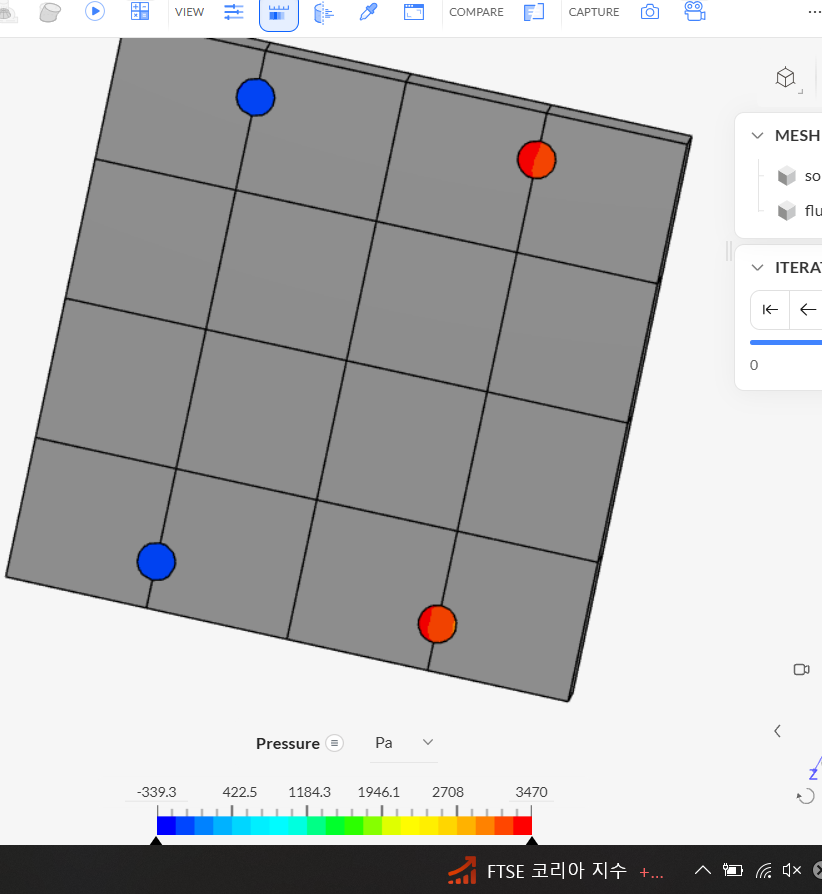 VIEW
COMPARE
CAPTURE
...
MESH
so
flu
ITERAT
0
Pressure
Pa
-339.3 422.5 1184.3 1946.1 2708 3470
Z
FTSE 코리아 지수 +...